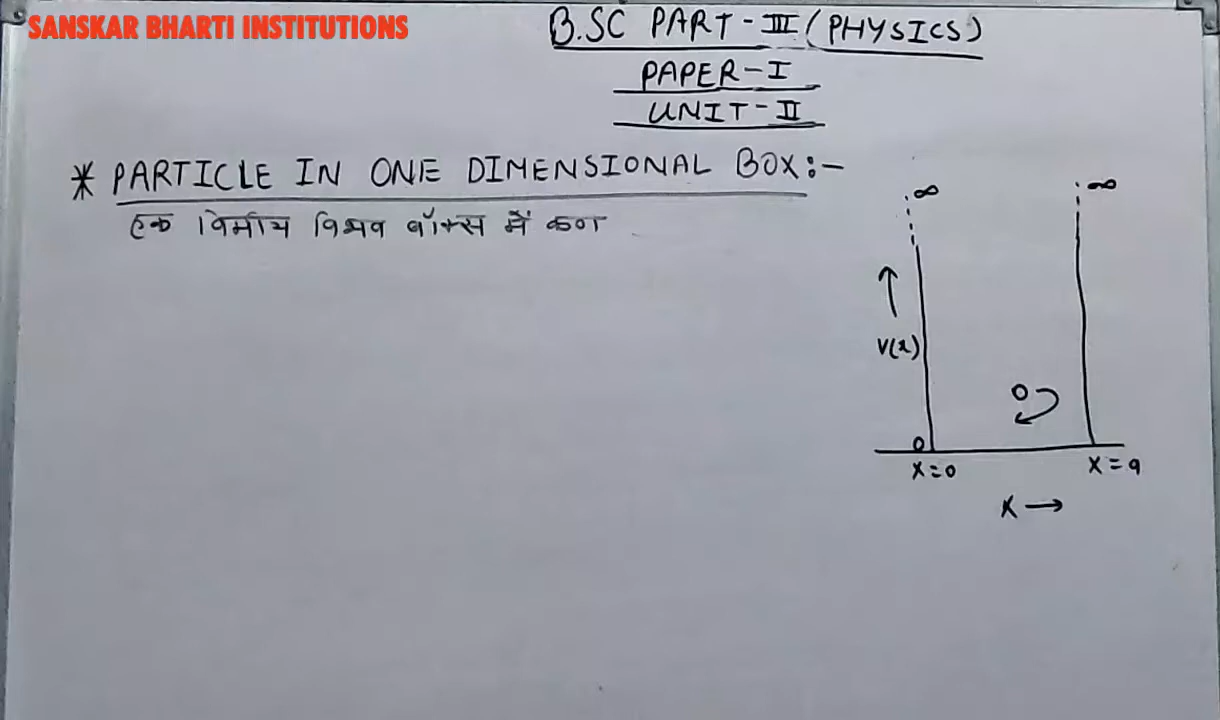 SANSKAR BHARTI INSTITUTIONS
B.SC PART-III (PHYSICS)
PAPER-I
UNIT-II
* PARTICLE IN ONE DIMENSIONAL BOX:-
एक विमीय विभव बॉक्स में कण
∞ ∞
↑
V(x)
0
x=0 x=a
x →